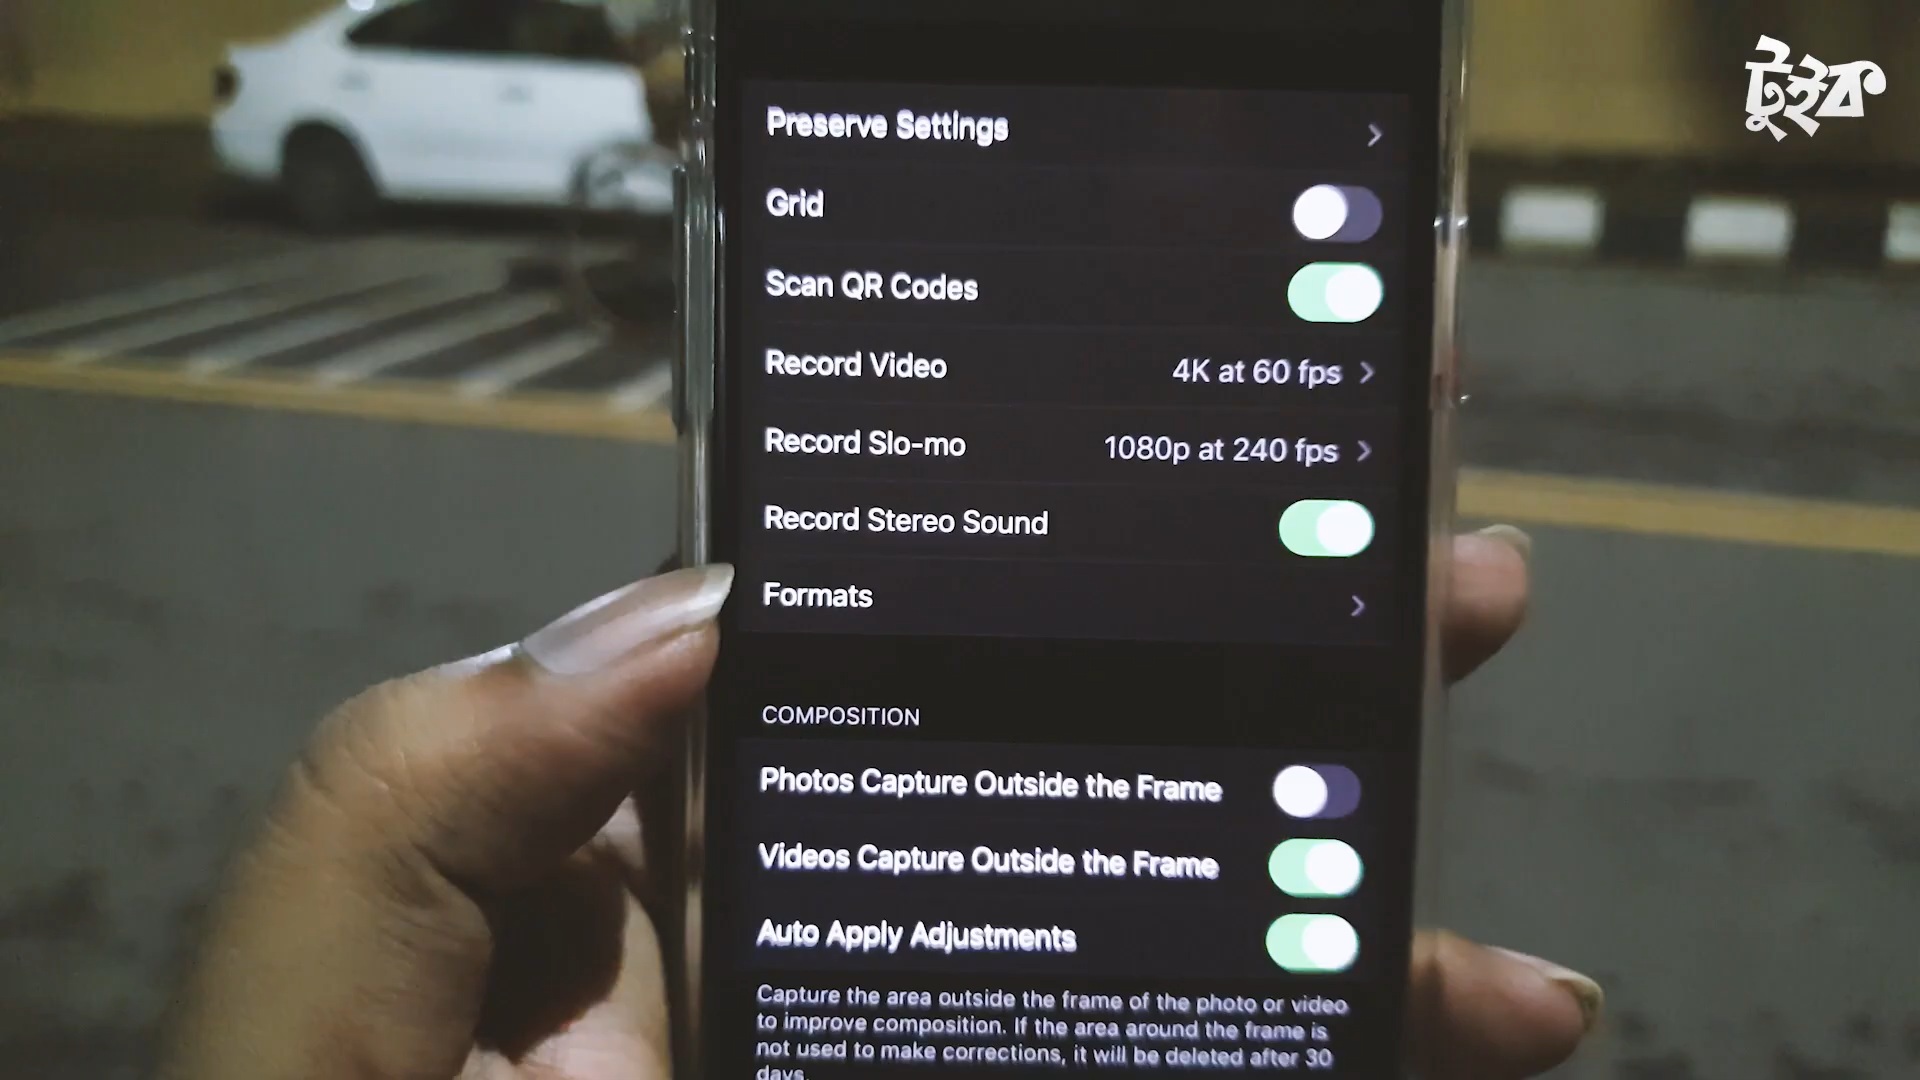 টুইক
Preserve Settings
Grid
Scan QR Codes
Record Video 4K at 60 fps
Record Slo-mo 1080p at 240 fps
Record Stereo Sound
Formats
COMPOSITION
Photos Capture Outside the Frame
Videos Capture Outside the Frame
Auto Apply Adjustments
Capture the area outside the frame of the photo or video
to improve composition. If the area around the frame is
not used to make corrections, it will be deleted after 30
days.